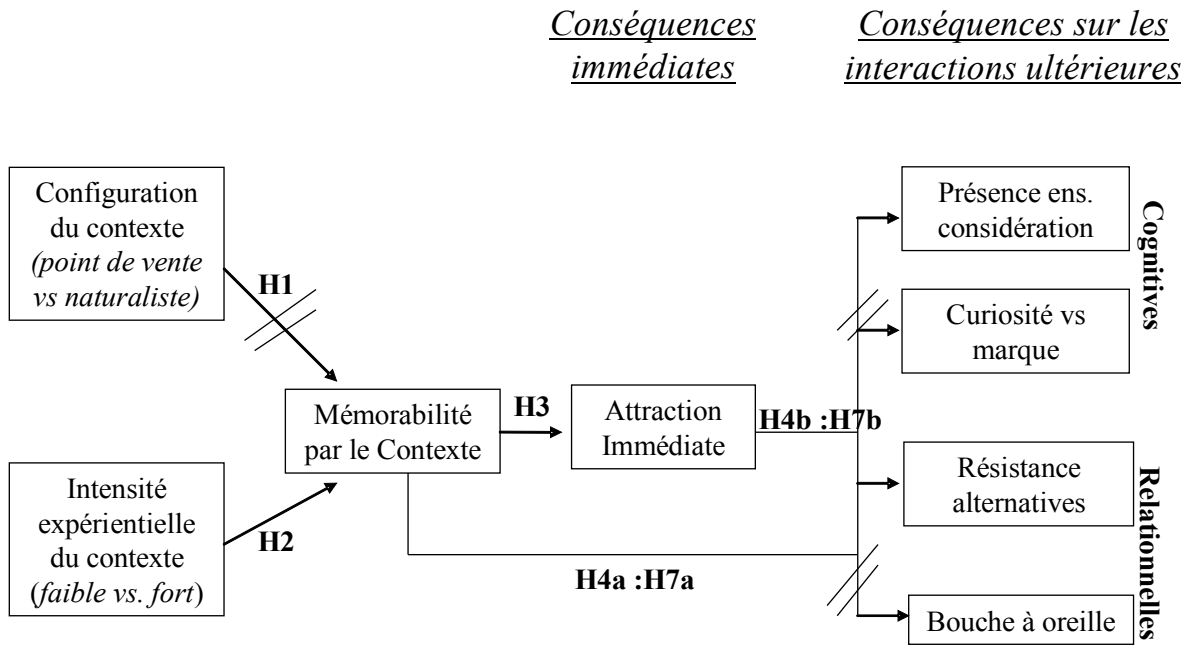 Conséquences
immédiates
Conséquences sur les
interactions ultérieures
Configuration
du contexte
(point de vente
vs naturaliste)
H1
Intensité
expérientielle
du contexte
(faible vs. fort)
H2
Mémorabilité
par le Contexte
H3
Attraction
Immédiate
H4b :H7b
H4a :H7a
Présence ens.
considération
Curiosité vs
marque
Cognitives
Résistance
alternatives
Bouche à oreille
Relationnelles